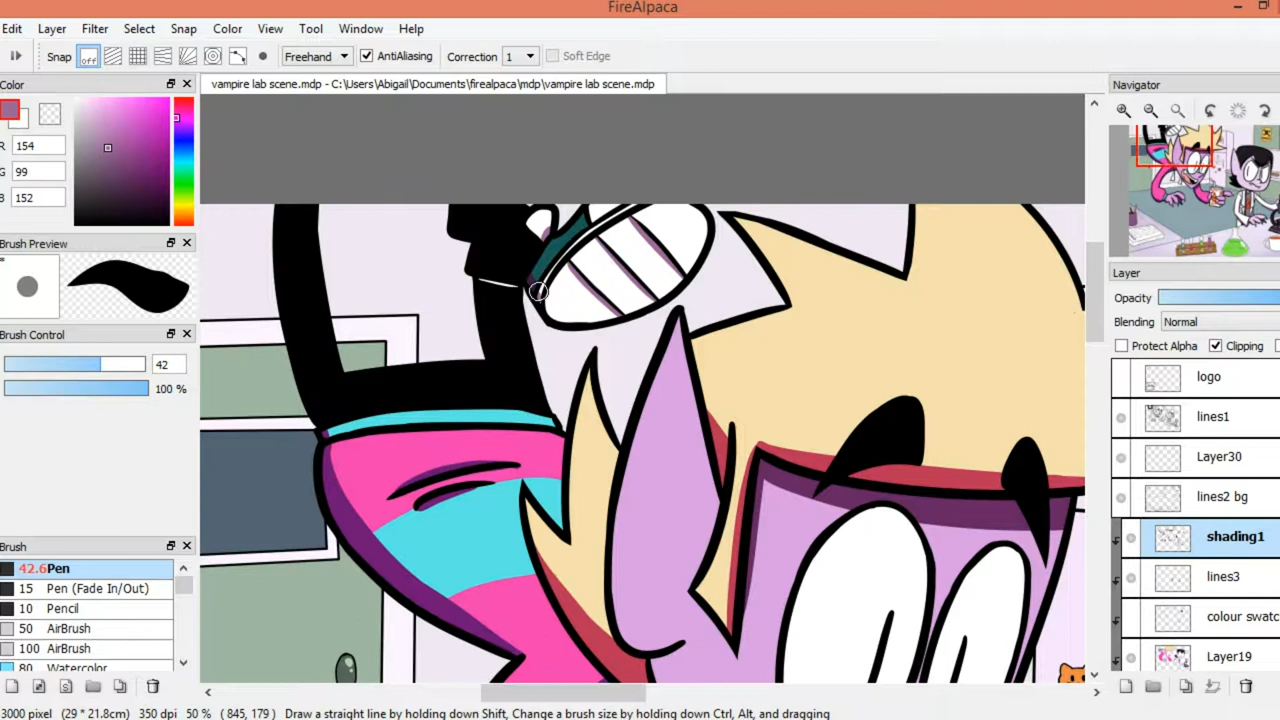 FireAlpaca
Edit Layer Filter Select Snap Color View Tool Window Help
Snap off Freehand AntiAliasing Correction 1 Soft Edge
Color
vampire lab scene.mdp - C:\Users\Abigail\Documents\firealpaca\mdp\vampire lab scene.mdp
Navigator
R 154
G 99
B 152
Brush Preview
Layer
Opacity
Blending Normal
Brush Control
Protect Alpha Clipping
42
100 %
logo
lines1
Layer30
lines2 bg
shading1
lines3
colour swatc
Layer19
Brush
42.6 Pen
15 Pen (Fade In/Out)
10 Pencil
50 AirBrush
100 AirBrush
80 Watercolor
3000 pixel (29 * 21.8cm) 350 dpi 50 % ( 845, 179 ) Draw a straight line by holding down Shift, Change a brush size by holding down Ctrl, Alt, and dragging